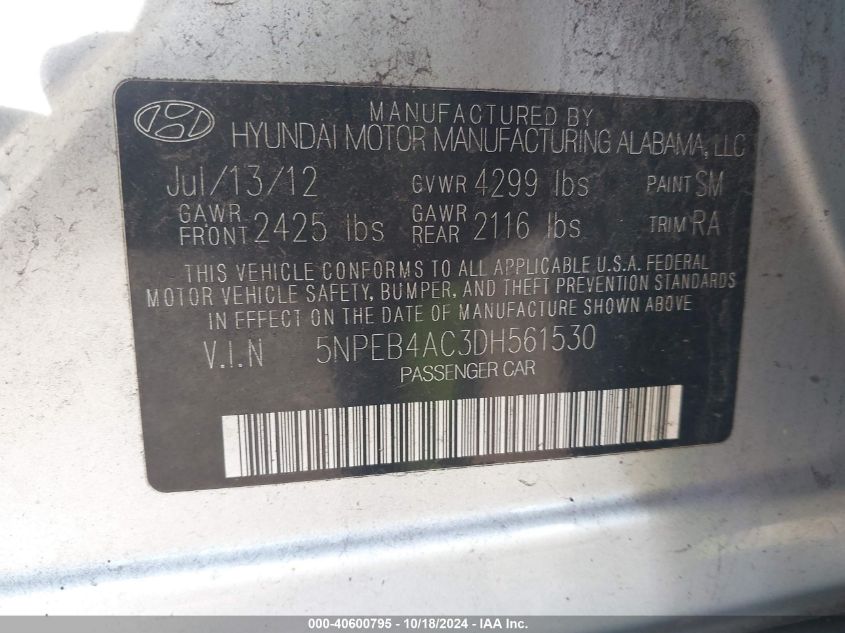 MANUFACTURED BY
HYUNDAI MOTOR MANUFACTURING ALABAMA, LLC
Jul/13/12 GVWR 4299 lbs PAINT SM
GAWR FRONT 2425 lbs GAWR REAR 2116 lbs TRIM RA
THIS VEHICLE CONFORMS TO ALL APPLICABLE U.S.A. FEDERAL
MOTOR VEHICLE SAFETY, BUMPER, AND THEFT PREVENTION STANDARDS
IN EFFECT ON THE DATE OF MANUFACTURE SHOWN ABOVE
V.I.N 5NPEB4AC3DH561530
PASSENGER CAR
000-40600795 - 10/18/2024 - IAAI.COM